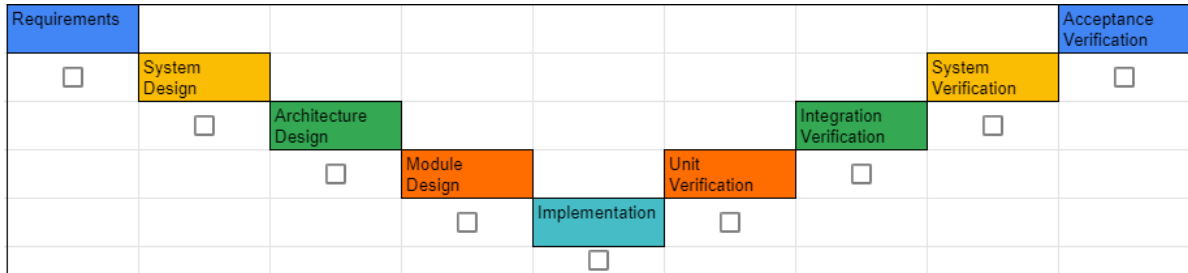 Requirements
Acceptance
Verification
System
Design
System
Verification
Architecture
Design
Integration
Verification
Module
Design
Unit
Verification
Implementation